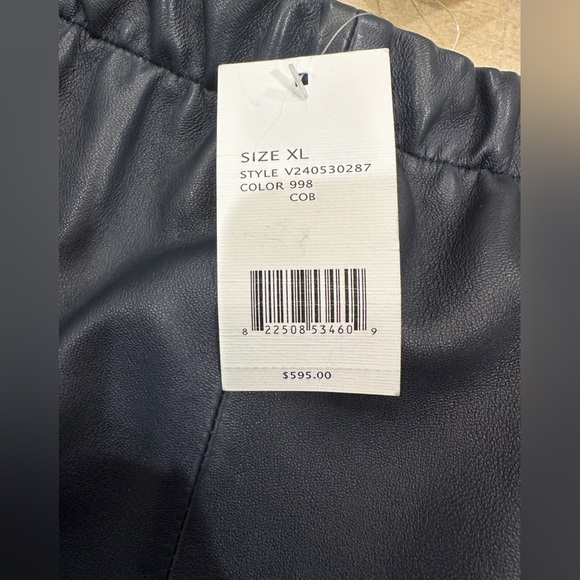 SIZE XL
STYLE V240530287
COLOR 998
COB
8 22508 53460 9
$595.00